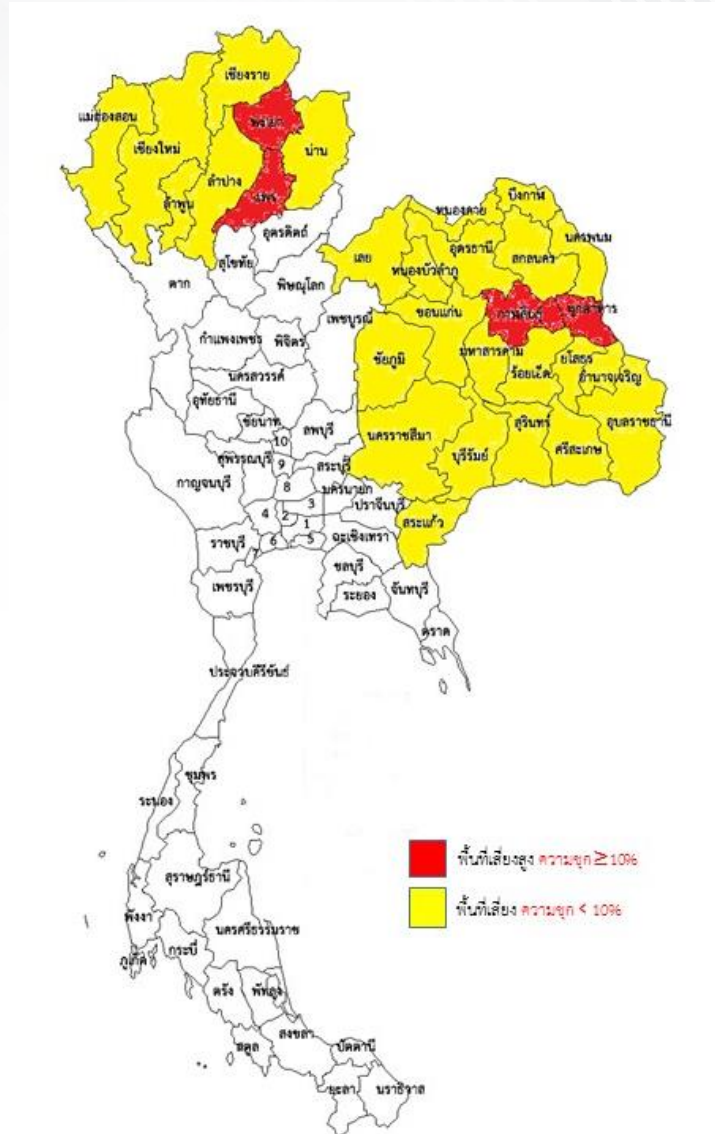 เชียงราย
แม่ฮ่องสอน
พะเยา
เชียงใหม่
น่าน
ลำปาง
ลำพูน
แพร่
บึงกาฬ
หนองคาย
อุตรดิตถ์
นครพนม
อุดรธานี
สกลนคร
เลย
สุโขทัย
หนองบัวลำภู
ตาก
พิษณุโลก
ขอนแก่น
กาฬสินธุ์
มุกดาหาร
เพชรบูรณ์
กำแพงเพชร
พิจิตร
มหาสารคาม
ยโสธร
ชัยภูมิ
ร้อยเอ็ด
อำนาจเจริญ
นครสวรรค์
อุทัยธานี
ชัยนาท
ลพบุรี
สุรินทร์
อุบลราชธานี
นครราชสีมา
10
สุพรรณบุรี
9
สระบุรี
บุรีรัมย์
ศรีสะเกษ
กาญจนบุรี
8
นครนายก
3
ปราจีนบุรี
4
2
1
สระแก้ว
ราชบุรี
6
5
ฉะเชิงเทรา
7
ชลบุรี
เพชรบุรี
ระยอง
จันทบุรี
ตราด
ประจวบคีรีขันธ์
ชุมพร
ระนอง
พื้นที่เสี่ยงสูง ความชุก ≥10%
สุราษฎร์ธานี
พื้นที่เสี่ยง ความชุก < 10%
พังงา
นครศรีธรรมราช
กระบี่
ภูเก็ต
ตรัง
พัทลุง
สงขลา
สตูล
ปัตตานี
ยะลา
นราธิวาส